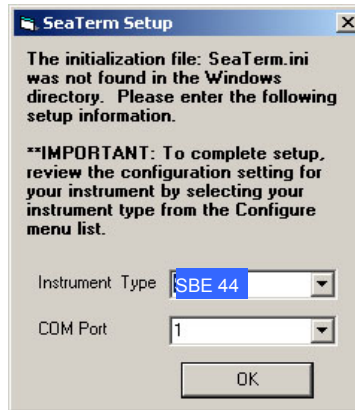 SeaTerm Setup
The initialization file: SeaTerm.ini
was not found in the Windows
directory. Please enter the following
setup information.
**IMPORTANT: To complete setup,
review the configuration setting for
your instrument by selecting your
instrument type from the Configure
menu list.
Instrument Type SBE 44
COM Port 1
OK